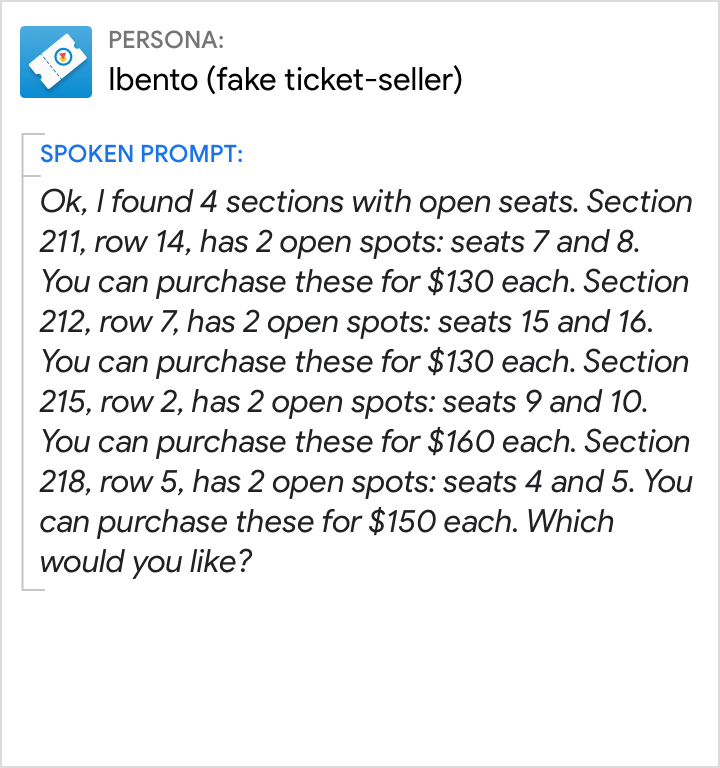 PERSONA:
Ibento (fake ticket-seller)
SPOKEN PROMPT:
Ok, I found 4 sections with open seats. Section
211, row 14, has 2 open spots: seats 7 and 8.
You can purchase these for $130 each. Section
212, row 7, has 2 open spots: seats 15 and 16.
You can purchase these for $130 each. Section
215, row 2, has 2 open spots: seats 9 and 10.
You can purchase these for $160 each. Section
218, row 5, has 2 open spots: seats 4 and 5. You
can purchase these for $150 each. Which
would you like?